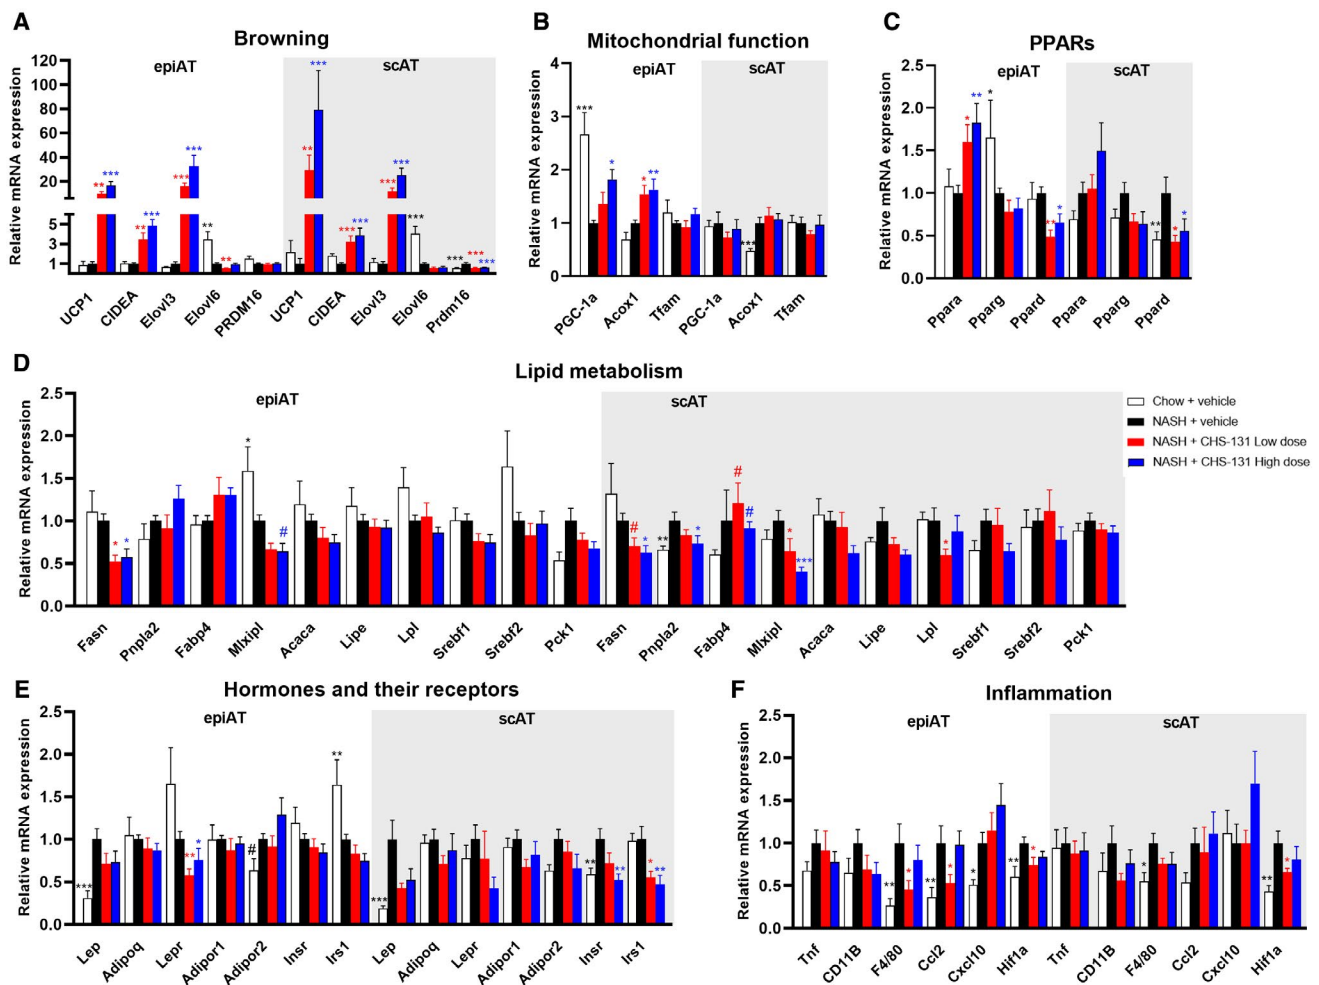 A
Browning
epiAT
scAT
Relative mRNA expression
120
100
80
60
40
20
5
3
1
** *** ** *** *** *** ** ** ** *** *** *** *** *** *** *** *** ***
UCP1 CIDEA Elovl3 Elovl6 PRDM16 UCP1 CIDEA Elovl3 Elovl6 Prdm16
B
Mitochondrial function
epiAT
scAT
Relative mRNA expression
4
3
2
1
0
*** * * ** ***
PGC-1a Acox1 Tfam PGC-1a Acox1 Tfam
C
PPARs
epiAT
scAT
Relative mRNA expression
2.5
2.0
1.5
1.0
0.5
0.0
* ** * ** * ** * *
Ppara Pparg Ppard Ppara Pparg Ppard
D
Lipid metabolism
epiAT
scAT
Relative mRNA expression
2.5
2.0
1.5
1.0
0.5
0.0
* * * # # * ** * # # * *** *
Fasn Pnpla2 Fabp4 Mlxipl Acaca Lipe Lpl Srebf1 Srebf2 Pck1 Fasn Pnpla2 Fabp4 Mlxipl Acaca Lipe Lpl Srebf1 Srebf2 Pck1
Chow + vehicle
NASH + vehicle
NASH + CHS-131 Low dose
NASH + CHS-131 High dose
E
Hormones and their receptors
epiAT
scAT
Relative mRNA expression
2.5
2.0
1.5
1.0
0.5
0.0
*** ** * # ** *** ** ** * **
Lep Adipoq Lepr Adipor1 Adipor2 Insr Irs1 Lep Adipoq Lepr Adipor1 Adipor2 Insr Irs1
F
Inflammation
epiAT
scAT
Relative mRNA expression
2.5
2.0
1.5
1.0
0.5
0.0
** * ** * * ** * * ** *
Tnf CD11B F4/80 Ccl2 Cxcl10 Hif1a Tnf CD11B F4/80 Ccl2 Cxcl10 Hif1a